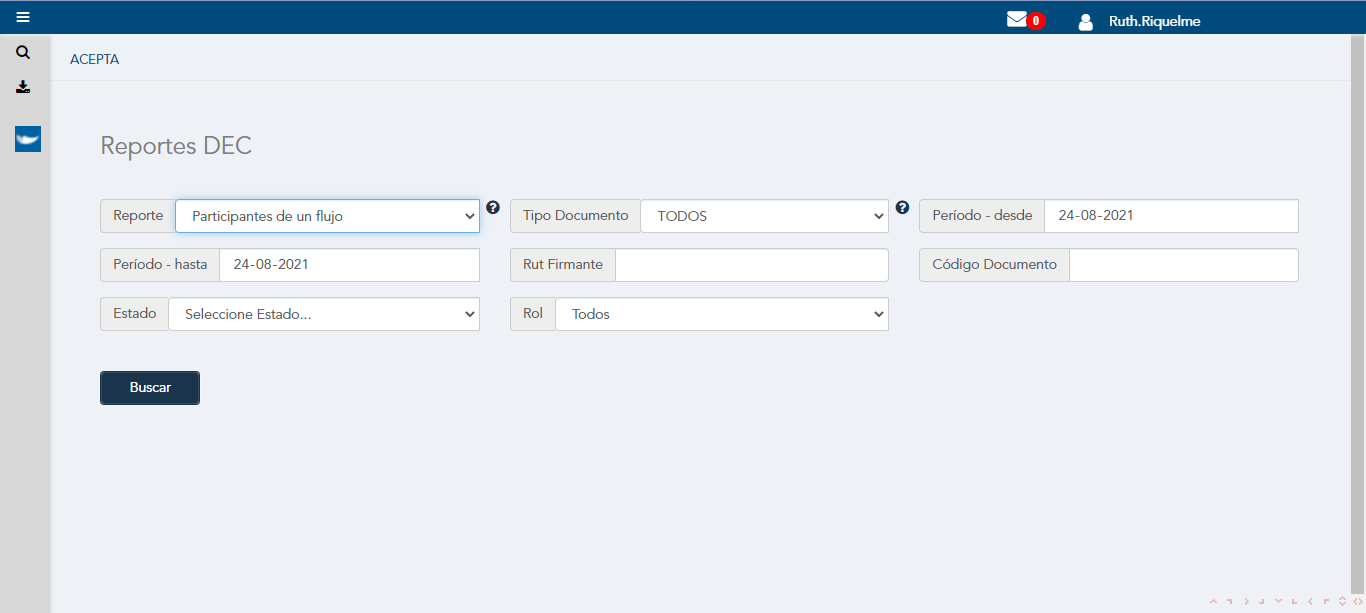 0 Ruth.Riquelme
ACEPTA
Reportes DEC
Reporte Participantes de un flujo Tipo Documento TODOS Período - desde 24-08-2021
Período - hasta 24-08-2021 Rut Firmante Código Documento
Estado Seleccione Estado... Rol Todos
Buscar